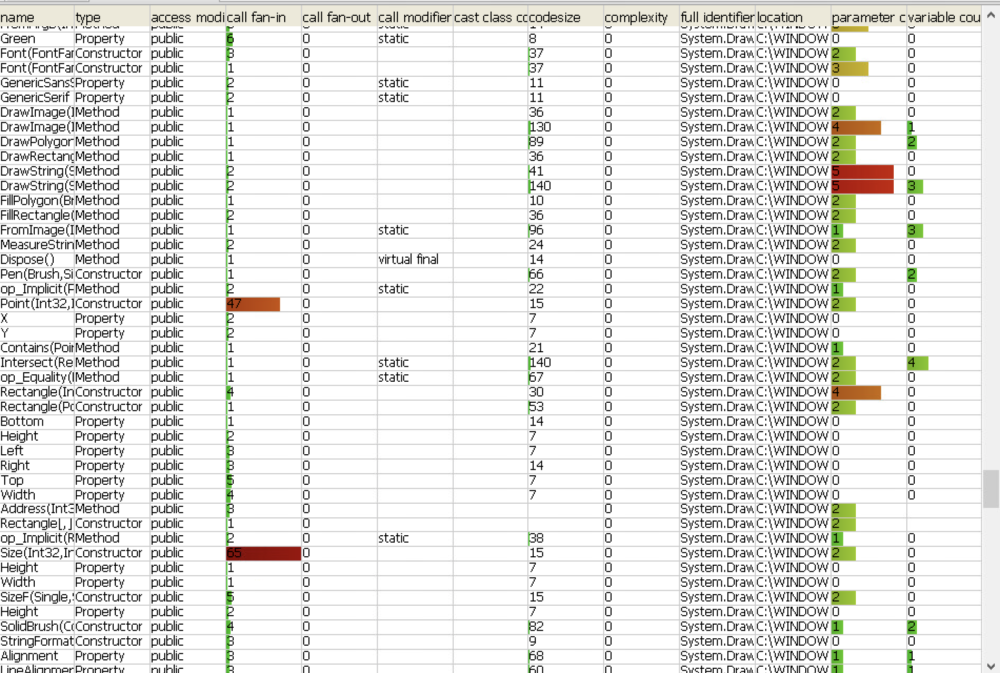 name type access modi call fan-in call fan-out call modifier cast class co codesize complexity full identifier location parameter c variable cou
Green Property public 6 0 static 8 0 System.Draw C:\WINDOW 0 0
Font(FontFar Constructor public 3 0 37 0 System.Draw C:\WINDOW 2 0
Font(FontFar Constructor public 1 0 37 0 System.Draw C:\WINDOW 3 0
GenericSansS Property public 2 0 static 11 0 System.Draw C:\WINDOW 0 0
GenericSerif Property public 2 0 static 11 0 System.Draw C:\WINDOW 0 0
DrawImage(I Method public 1 0 36 0 System.Draw C:\WINDOW 2 0
DrawImage(I Method public 1 0 130 0 System.Draw C:\WINDOW 4 1
DrawPolygon Method public 1 0 89 0 System.Draw C:\WINDOW 2 2
DrawRectang Method public 1 0 36 0 System.Draw C:\WINDOW 2 0
DrawString(S Method public 2 0 41 0 System.Draw C:\WINDOW 5 0
DrawString(S Method public 2 0 140 0 System.Draw C:\WINDOW 5 3
FillPolygon(Br Method public 1 0 10 0 System.Draw C:\WINDOW 2 0
FillRectangle( Method public 2 0 36 0 System.Draw C:\WINDOW 2 0
FromImage(I Method public 1 0 static 96 0 System.Draw C:\WINDOW 1 3
MeasureStrin Method public 2 0 24 0 System.Draw C:\WINDOW 2 0
Dispose() Method public 1 0 virtual final 14 0 System.Draw C:\WINDOW 0 0
Pen(Brush,Si Constructor public 1 0 66 0 System.Draw C:\WINDOW 2 2
op_Implicit(P Method public 2 0 static 22 0 System.Draw C:\WINDOW 1 0
Point(Int32,I Constructor public 47 0 15 0 System.Draw C:\WINDOW 2 0
X Property public 2 0 7 0 System.Draw C:\WINDOW 0 0
Y Property public 2 0 7 0 System.Draw C:\WINDOW 0 0
Contains(Poi Method public 1 0 21 0 System.Draw C:\WINDOW 1 0
Intersect(Re Method public 1 0 static 140 0 System.Draw C:\WINDOW 2 4
op_Equality( Method public 1 0 static 67 0 System.Draw C:\WINDOW 2 0
Rectangle(In Constructor public 4 0 30 0 System.Draw C:\WINDOW 4 0
Rectangle(Po Constructor public 1 0 53 0 System.Draw C:\WINDOW 2 0
Bottom Property public 1 0 14 0 System.Draw C:\WINDOW 0 0
Height Property public 2 0 7 0 System.Draw C:\WINDOW 0 0
Left Property public 3 0 7 0 System.Draw C:\WINDOW 0 0
Right Property public 3 0 14 0 System.Draw C:\WINDOW 0 0
Top Property public 5 0 7 0 System.Draw C:\WINDOW 0 0
Width Property public 4 0 7 0 System.Draw C:\WINDOW 0 0
Address(Int3 Method public 3 0 0 System.Draw C:\WINDOW 2
Rectangle[,] Constructor public 1 0 0 System.Draw C:\WINDOW 2
op_Implicit(R Method public 2 0 static 38 0 System.Draw C:\WINDOW 1 0
Size(Int32,In Constructor public 65 0 15 0 System.Draw C:\WINDOW 2 0
Height Property public 1 0 7 0 System.Draw C:\WINDOW 0 0
Width Property public 1 0 7 0 System.Draw C:\WINDOW 0 0
SizeF(Single, Constructor public 5 0 15 0 System.Draw C:\WINDOW 2 0
Height Property public 2 0 7 0 System.Draw C:\WINDOW 0 0
SolidBrush(Co Constructor public 4 0 82 0 System.Draw C:\WINDOW 1 2
StringFormat Constructor public 3 0 9 0 System.Draw C:\WINDOW 0 0
Alignment Property public 3 0 68 0 System.Draw C:\WINDOW 1 1
LineAlignmer Property public 3 0 60 0 System.Draw C:\WINDOW 1 1